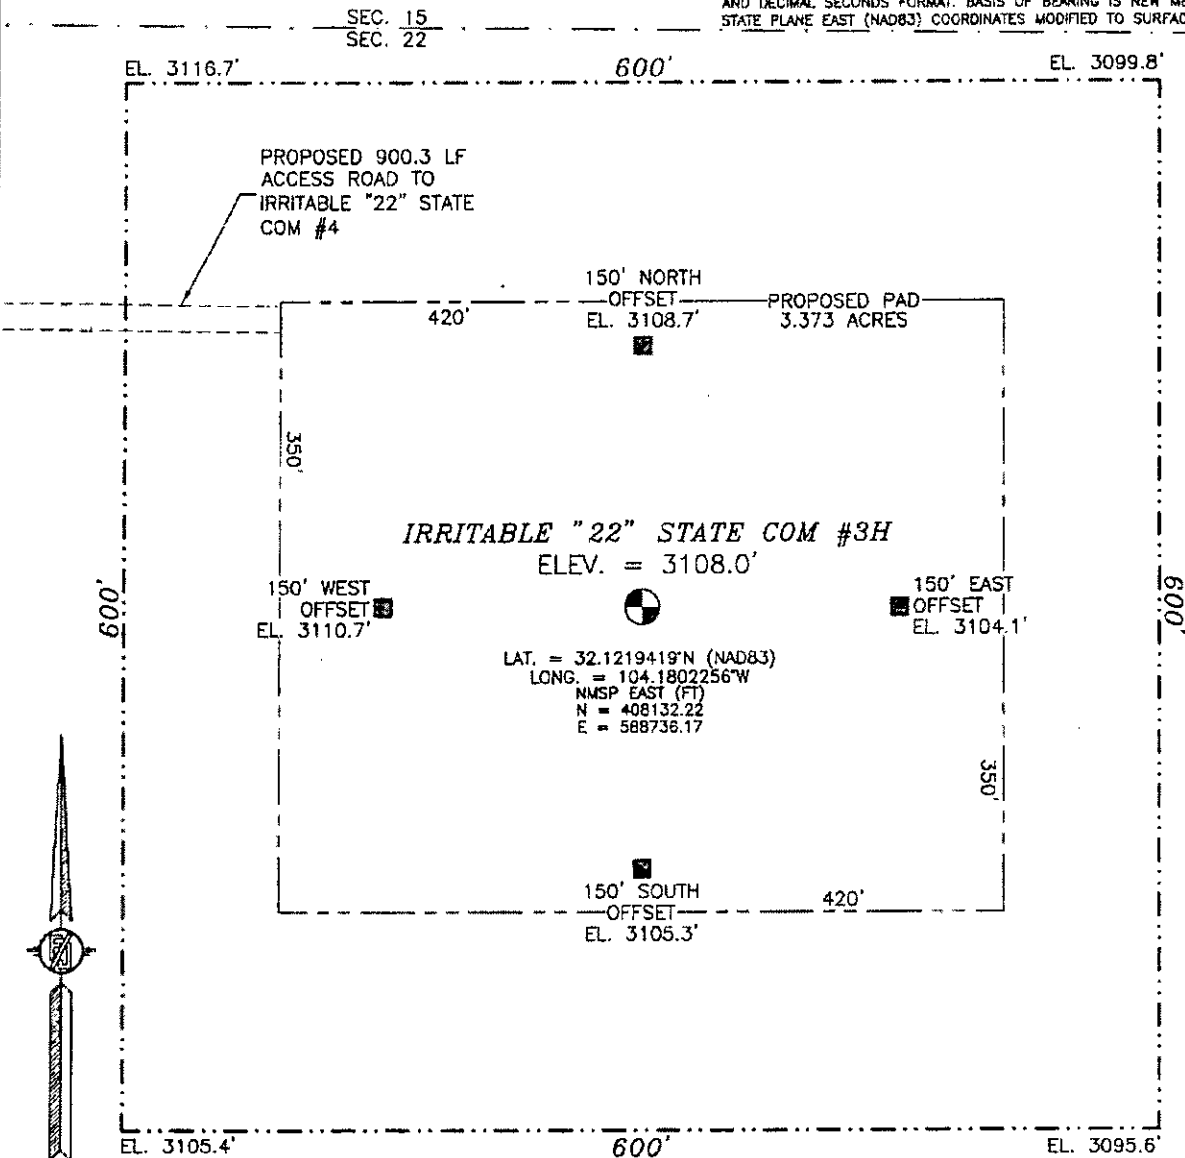 AND DECIMAL SECONDS FORMAT. BASIS OF BEARING IS NEW
STATE PLANE EAST (NAD83) COORDINATES MODIFIED TO
SEC. 15
SEC. 22
EL. 3116.7'
600'
EL. 3099.8'
PROPOSED 900.3 LF
ACCESS ROAD TO
IRRITABLE "22" STATE
COM #4
150' NORTH
OFFSET
EL. 3108.7'
PROPOSED PAD
3.373 ACRES
420'
350'
IRRITABLE "22" STATE COM #3H
ELEV. = 3108.0'
150' WEST
OFFSET
EL. 3110.7'
150' EAST
OFFSET
EL. 3104.1'
600'
600'
LAT. = 32.1219419°N (NAD83)
LONG. = 104.1802256°W
NMSP EAST (FT)
N = 408132.22
E = 588736.17
350'
150' SOUTH
OFFSET
EL. 3105.3'
420'
EL. 3105.4'
600'
EL. 3095.6'